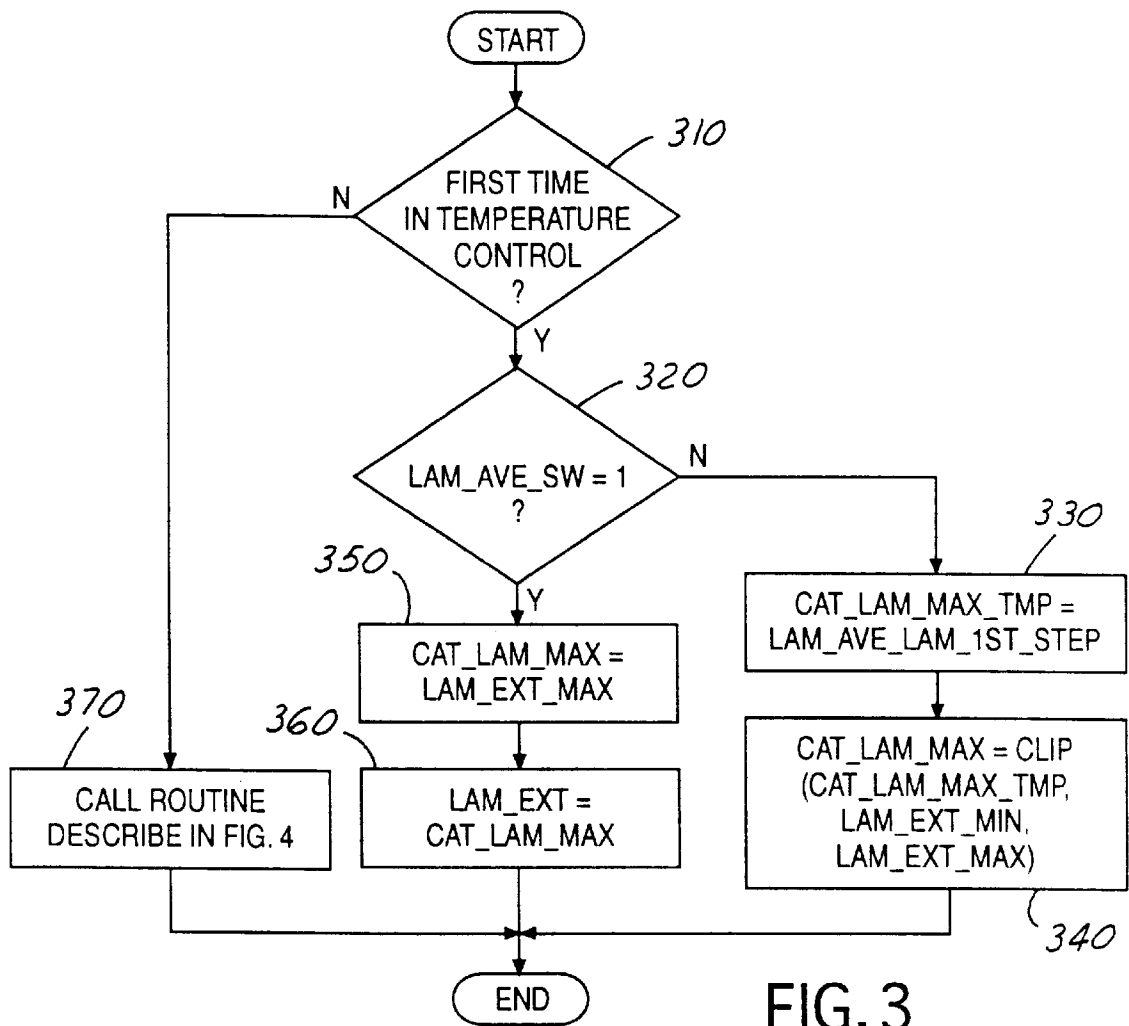 START
310
FIRST TIME
IN TEMPERATURE
CONTROL
?
N
Y
320
LAM_AVE_SW = 1
?
N
Y
330
CAT_LAM_MAX_TMP =
LAM_AVE_LAM_1ST_STEP
350
CAT_LAM_MAX =
LAM_EXT_MAX
340
CAT_LAM_MAX = CLIP
(CAT_LAM_MAX_TMP,
LAM_EXT_MIN,
LAM_EXT_MAX)
360
LAM_EXT =
CAT_LAM_MAX
370
CALL ROUTINE
DESCRIBE IN FIG. 4
END
FIG. 3